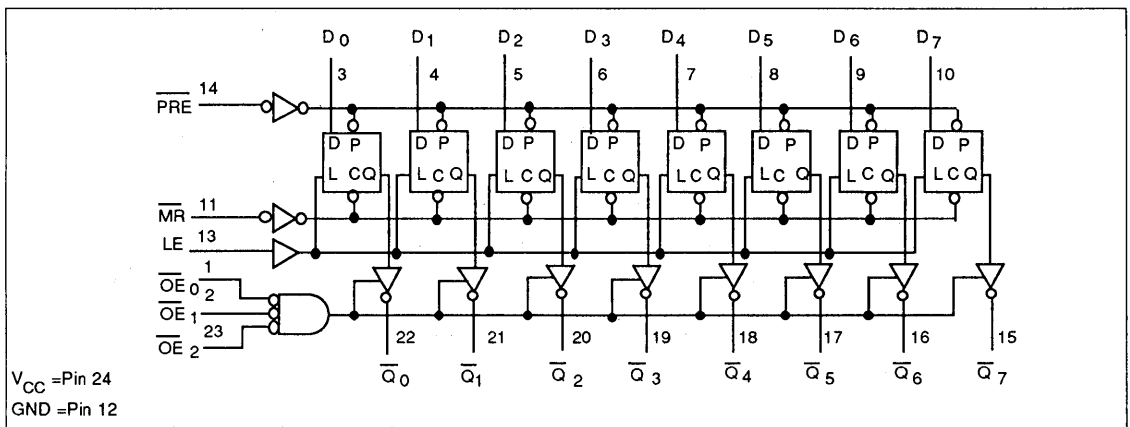 D0 D1 D2 D3 D4 D5 D6 D7
3 4 5 6 7 8 9 10
PRE 14
D P D P D P D P D P D P D P D P
L C Q L C Q L C Q L C Q L C Q L C Q L C Q L C Q
MR 11
LE 13
OE0 1
OE1 2
OE2 23
22 21 20 19 18 17 16 15
Q0 Q1 Q2 Q3 Q4 Q5 Q6 Q7
VCC =Pin 24
GND =Pin 12